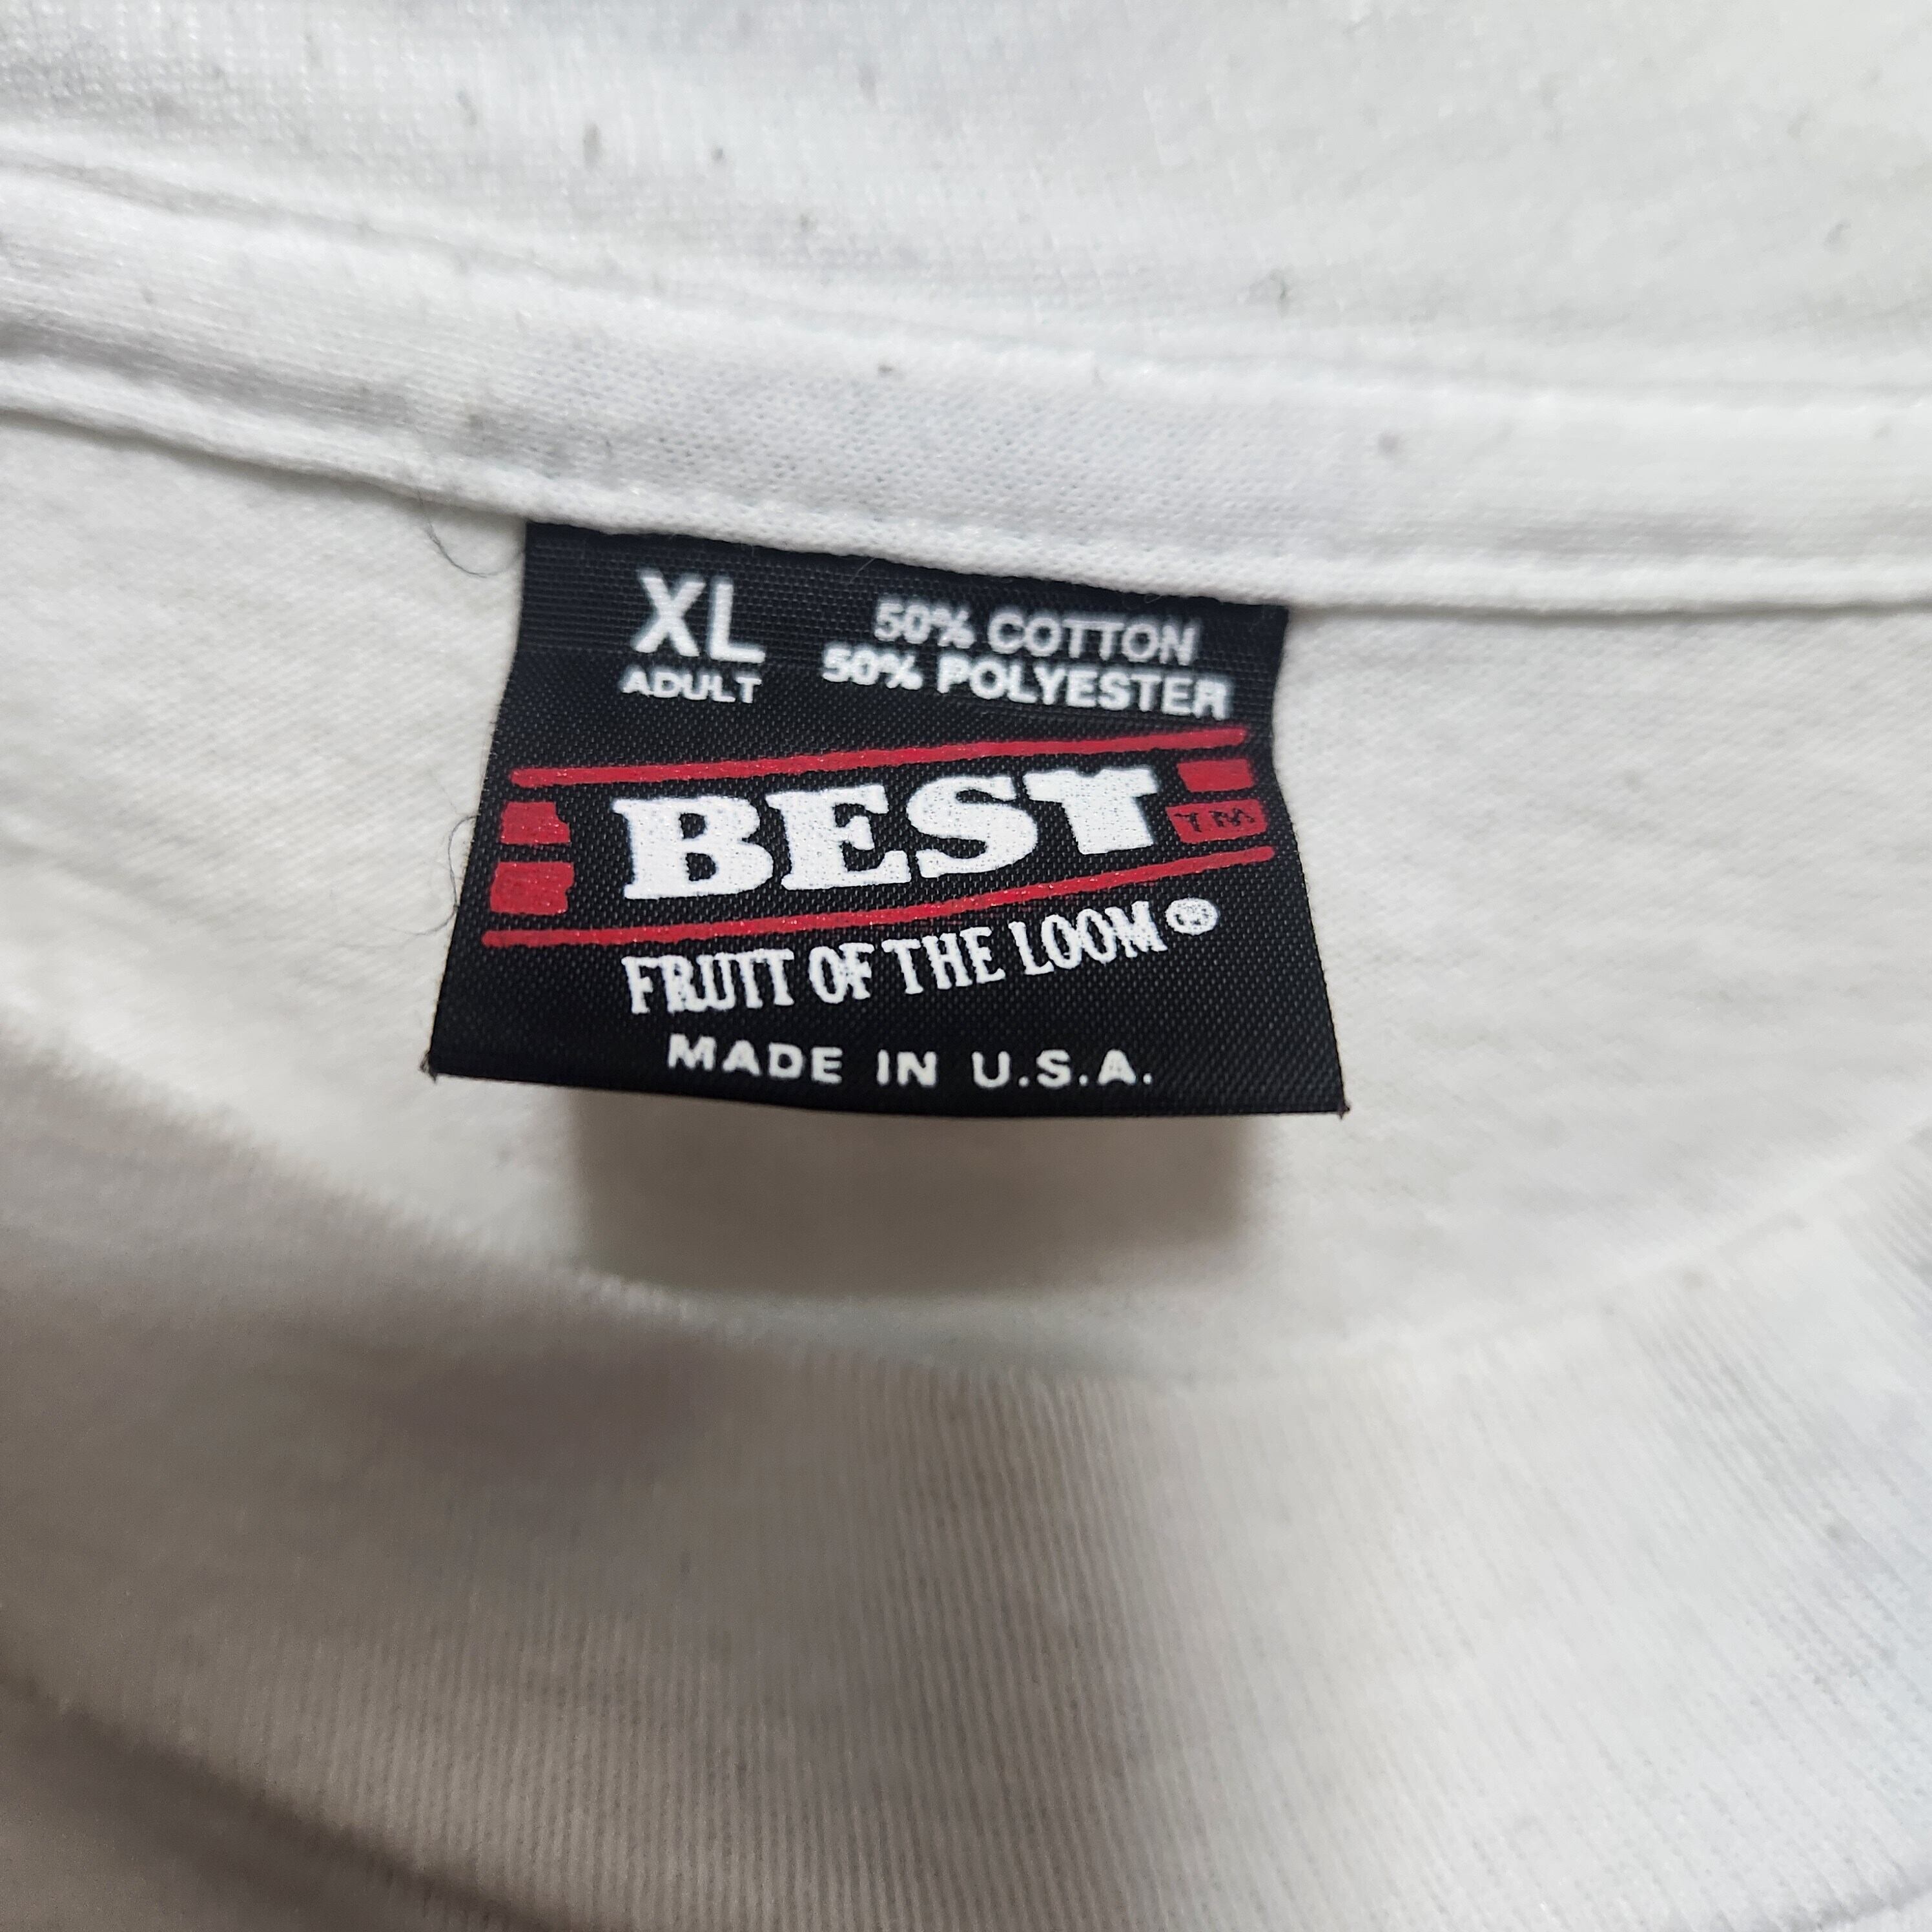 XL
ADULT
50% COTTON
50% POLYESTER
BEST TM
FRUIT OF THE LOOM®
MADE IN U.S.A.